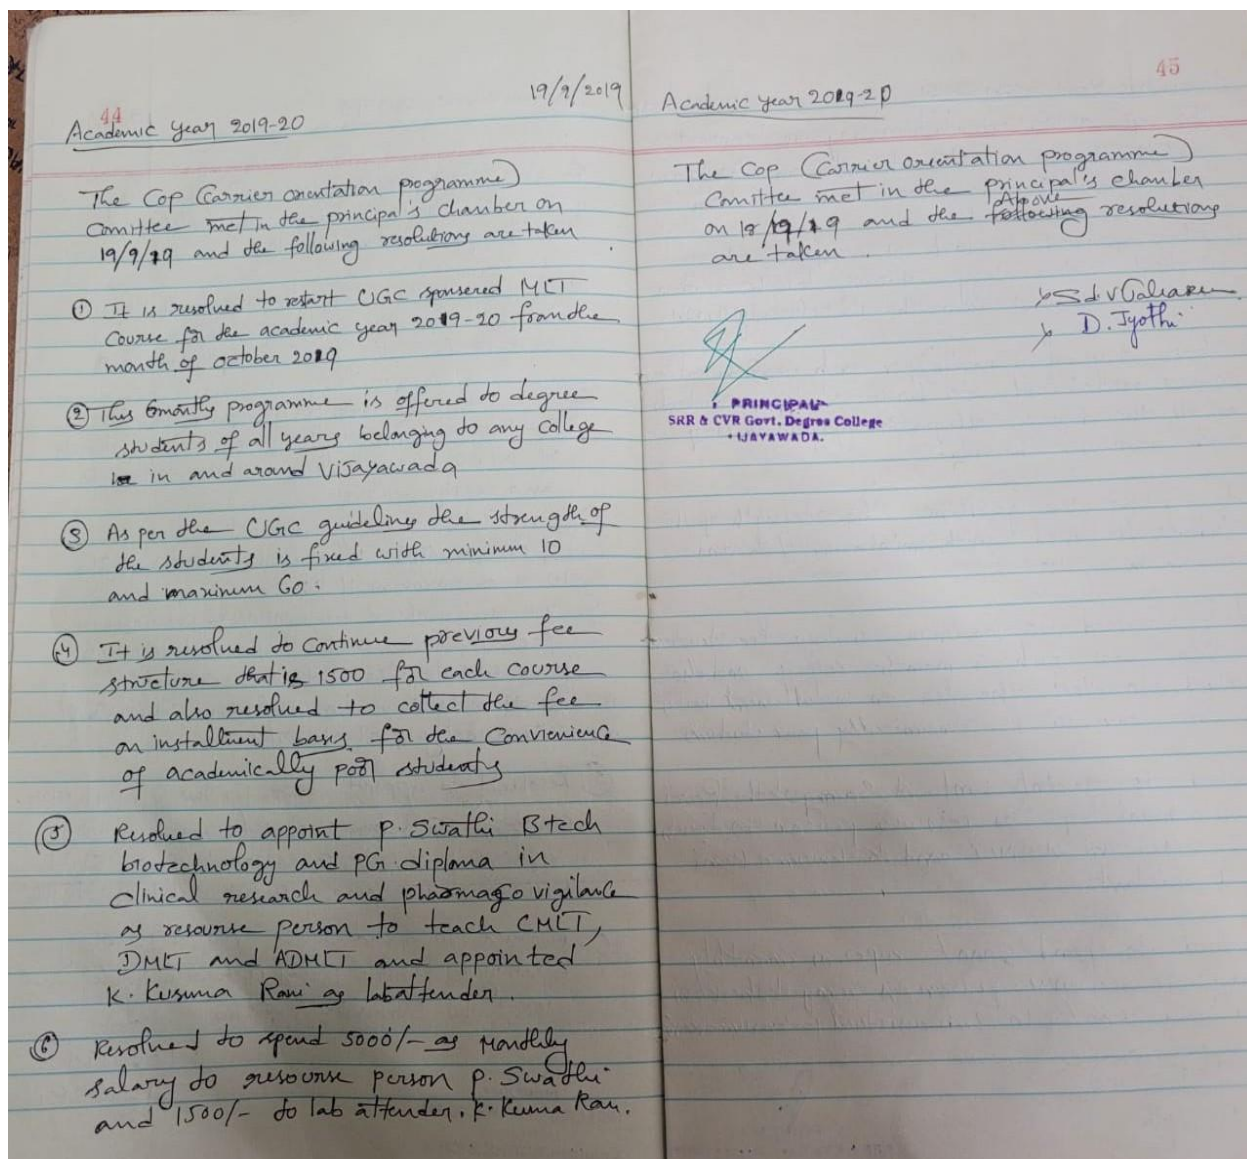 44
19/9/2019
Academic year 2019-20
The Cop (Carrier orientation programme)
Comittee met in the principal's chamber on
19/9/19 and the following resolutions are taken
① It is resolved to restart UGC sponsered MLT
Course for the academic year 2019-20 from the
month of october 2019
② This 6montly programme is offered to degree
students of all years belonging to any College
in and around Vijayawada
③ As per the UGC guidelines the strength of
the students is fixed with minimum 10
and maximum 60.
④ It is resolved to continue previous fee
structure that is 1500 for each course
and also resolved to collect the fee
on installment basis for the Convienience
of academically poor students
⑤ Resolved to appoint P. Swathi Btech
biotechnology and PG diploma in
clinical research and pharmaco vigilance
as resourse person to teach CMLT,
DMLT and ADMLT and appointed
K. Kusuma Rani as lab attender.
⑥ Resolved to spend 5000/- as Monthly
salary to resourse person P. Swathi
and 1500/- to lab attender. K. Kuma Rani.
45
Academic year 2019-20
The Cop (Carrier orientation programme)
Comittee met in the principal's chamber
Above
on 19/19 and the following resolutions
are taken.
D. Jyothi
PRINCIPAL
SRR & CVR Govt. Degree College
VIJAYAWADA.